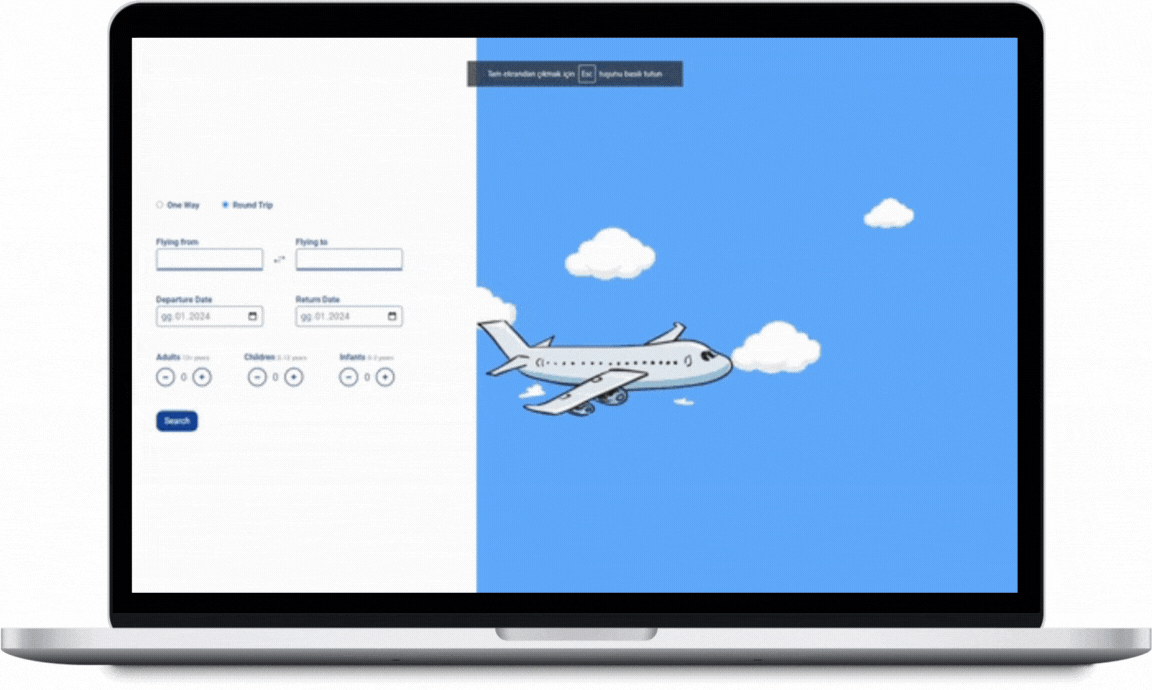 Tam ekrandan çıkmak için Esc tuşunu basılı tutun
One Way Round Trip
Flying from Flying to
Departure Date Return Date
gg.01.2024 gg.01.2024
Adults 12+ years Children 2-12 years Infants 0-2 years
− 0 + − 0 + − 0 +
Search